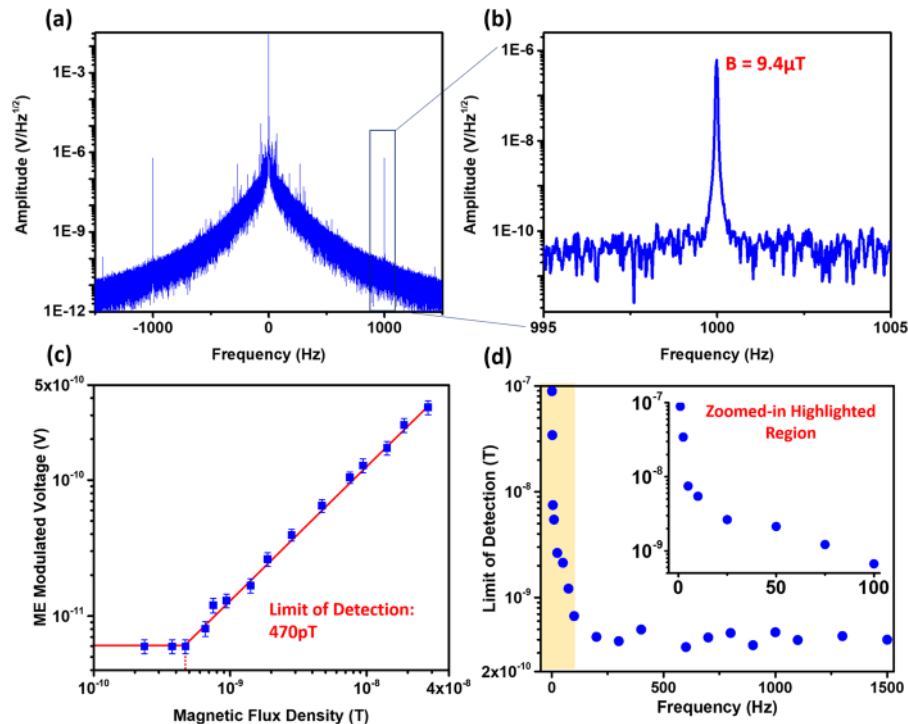 (a)
Amplitude (V/Hz^1/2)
1E-3
1E-6
1E-9
1E-12
-1000
0
1000
Frequency (Hz)
(b)
Amplitude (V/Hz^1/2)
1E-6
1E-8
1E-10
B = 9.4µT
995
1000
1005
Frequency (Hz)
(c)
ME Modulated Voltage (V)
5x10^-10
10^-10
10^-11
Limit of Detection:
470pT
10^-10
10^-9
10^-8
4x10^-8
Magnetic Flux Density (T)
(d)
Limit of Detection (T)
10^-7
10^-8
10^-9
2x10^-10
Zoomed-in Highlighted
Region
10^-7
10^-8
10^-9
0
50
100
0
500
1000
1500
Frequency (Hz)